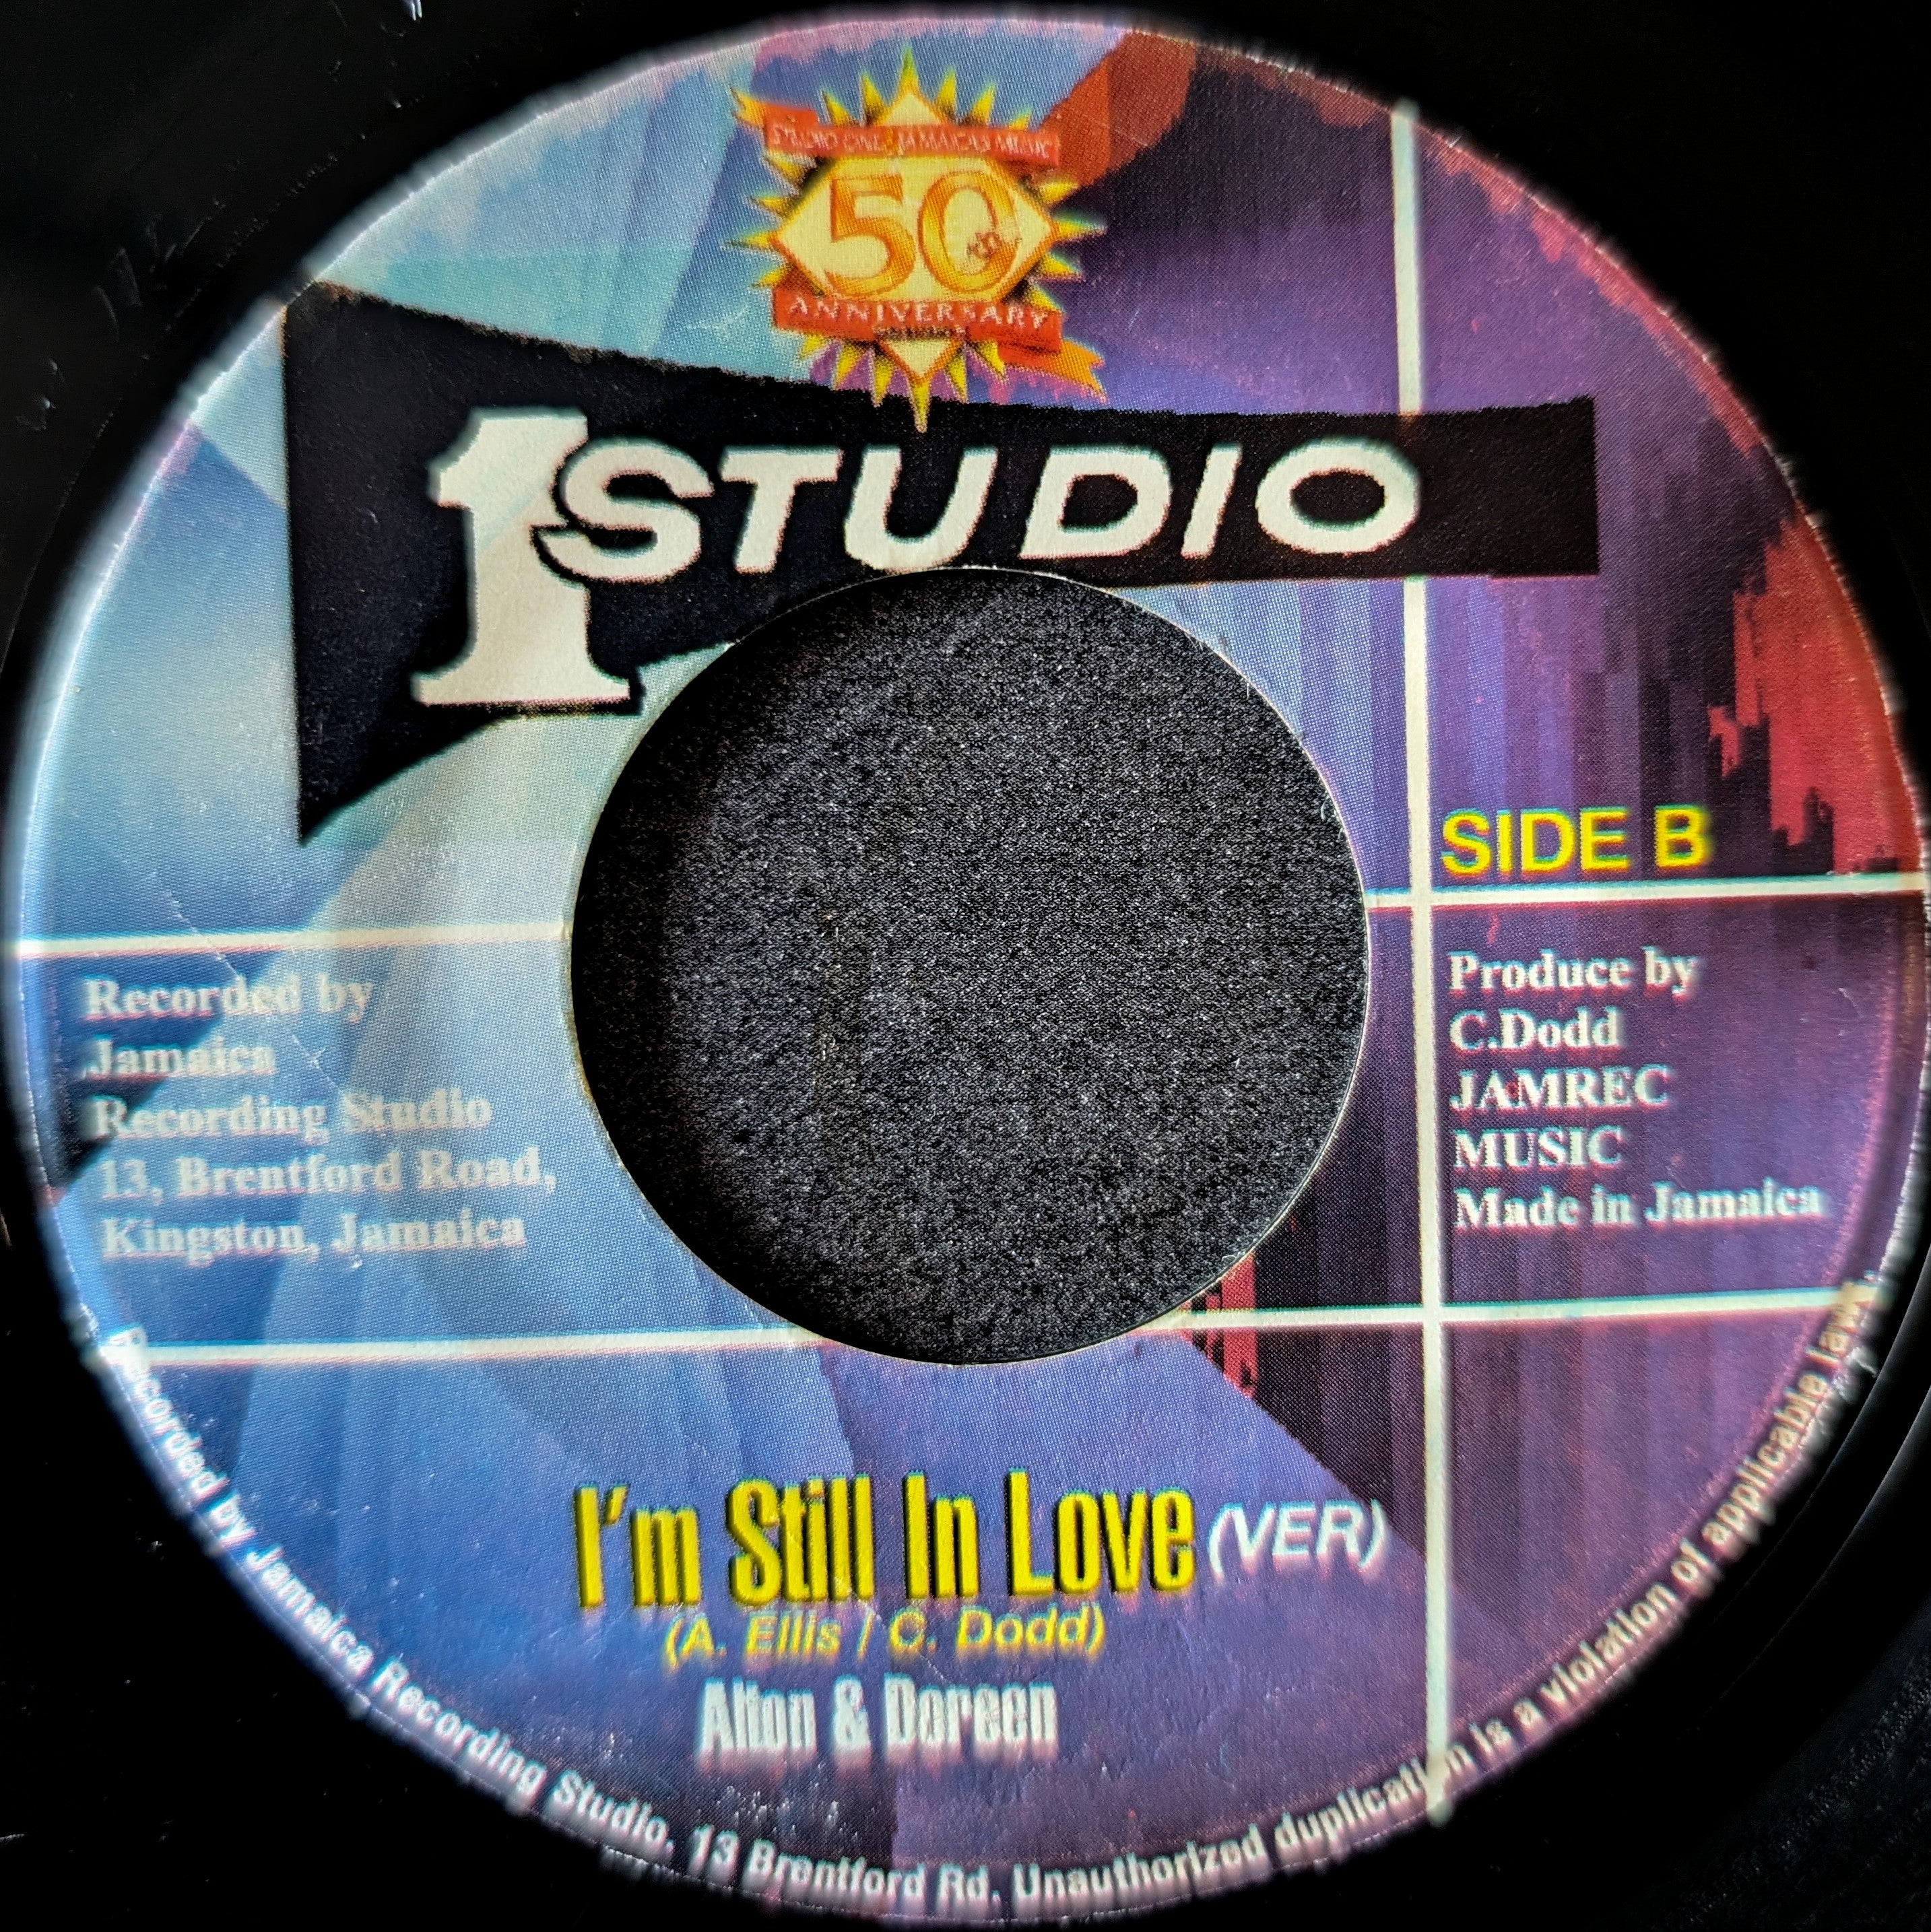 STUDIO ONE JAMAICA'S MUSIC
50th
ANNIVERSARY
1 STUDIO
SIDE B
Recorded by
Jamaica
Recording Studio
13, Brentford Road,
Kingston, Jamaica
Produce by
C.Dodd
JAMREC
MUSIC
Made in Jamaica
I'm Still In Love (VER)
(A. Ellis / C. Dodd)
Alton & Doreen
Recorded by Jamaica Recording Studio, 13 Brentford Rd. Unauthorized duplication is a violation of applicable laws.